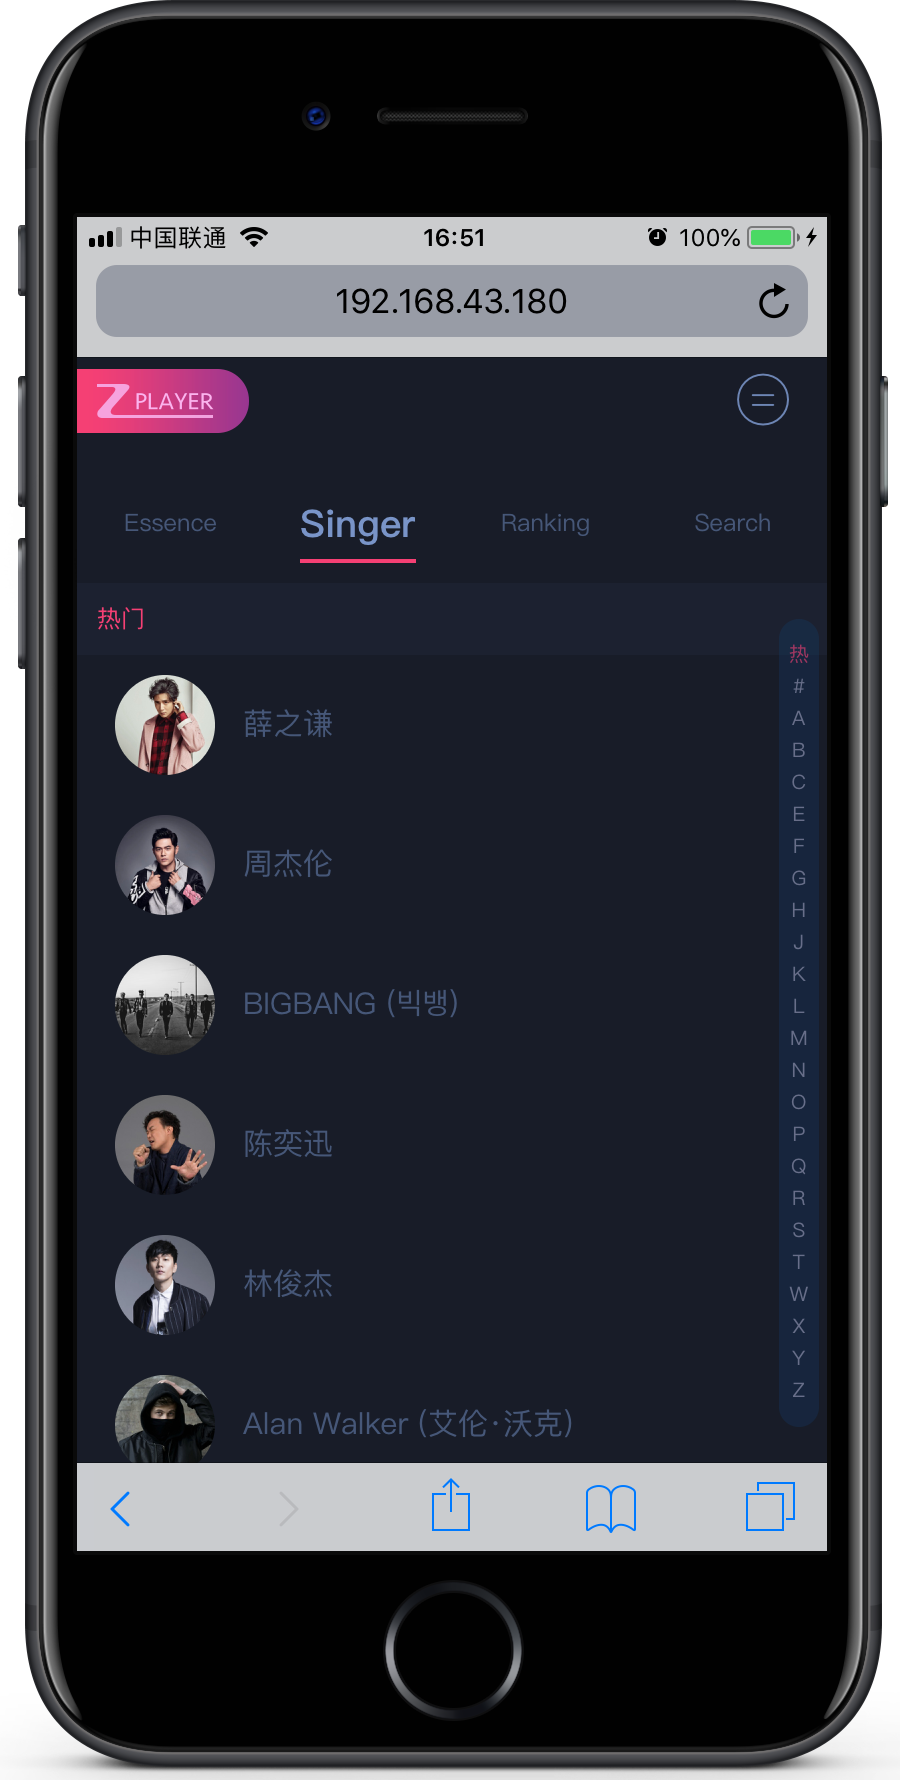 中国联通 16:51 100%
192.168.43.180
Z PLAYER
Essence Singer Ranking Search
热门
薛之谦
周杰伦
BIGBANG (빅뱅)
陈奕迅
林俊杰
Alan Walker (艾伦·沃克)
热
#
A
B
C
E
F
G
H
J
K
L
M
N
O
P
Q
R
S
T
W
X
Y
Z